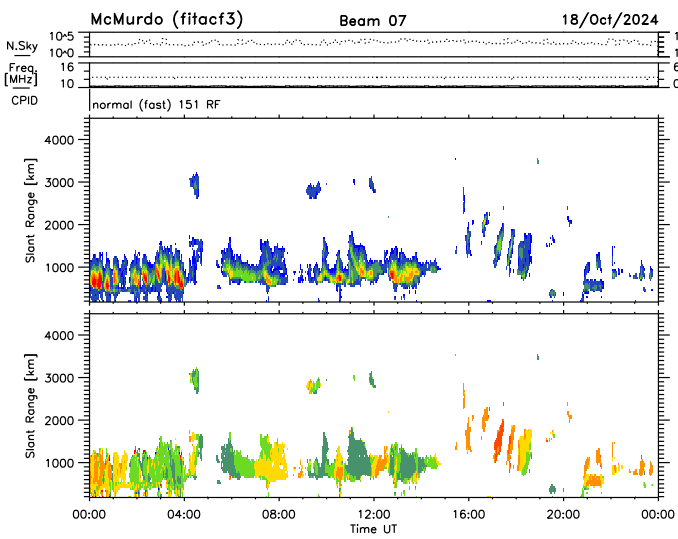 McMurdo (fitacf3) Beam 07 18/Oct/2024
N.Sky 10^5 10^0
Freq. [MHz] 16 10
CPID normal (fast) 151 RF
Slant Range [km] 4000 3000 2000 1000
Slant Range [km] 4000 3000 2000 1000
00:00 04:00 08:00 12:00 16:00 20:00 00:00
Time UT